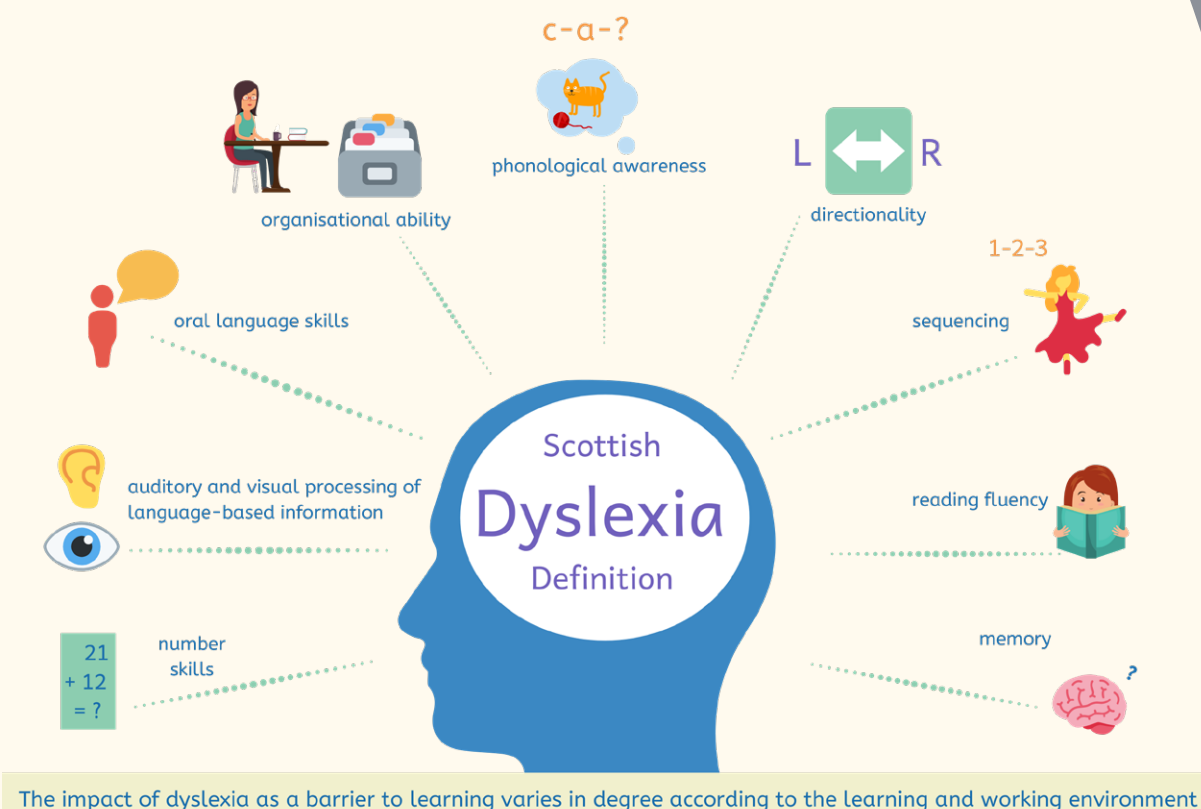 c-a-?
phonological awareness
L
R
directionality
organisational ability
1-2-3
sequencing
oral language skills
Scottish
Dyslexia
Definition
auditory and visual processing of
language-based information
reading fluency
number
skills
21
+ 12
= ?
memory
?
The impact of dyslexia as a barrier to learning varies in degree according to the learning and working environment